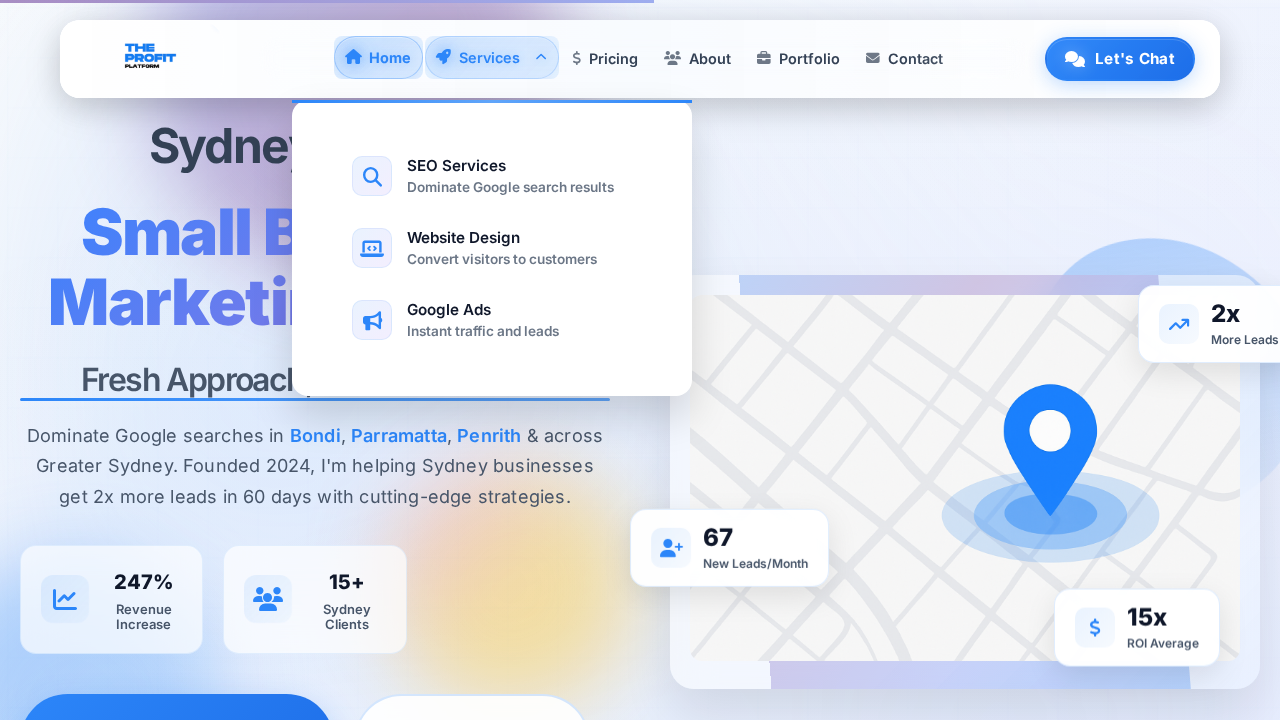 THE
PROFIT
PLATFORM
Home
Services
Pricing
About
Portfolio
Contact
Let's Chat
Sydney
SEO Services
Dominate Google search results
Website Design
Convert visitors to customers
Google Ads
Instant traffic and leads
Small B
Marketin
Fresh Approach
Dominate Google searches in Bondi, Parramatta, Penrith & across
Greater Sydney. Founded 2024, I'm helping Sydney businesses
get 2x more leads in 60 days with cutting-edge strategies.
247%
Revenue
Increase
15+
Sydney
Clients
2x
More Leads
67
New Leads/Month
15x
ROI Average